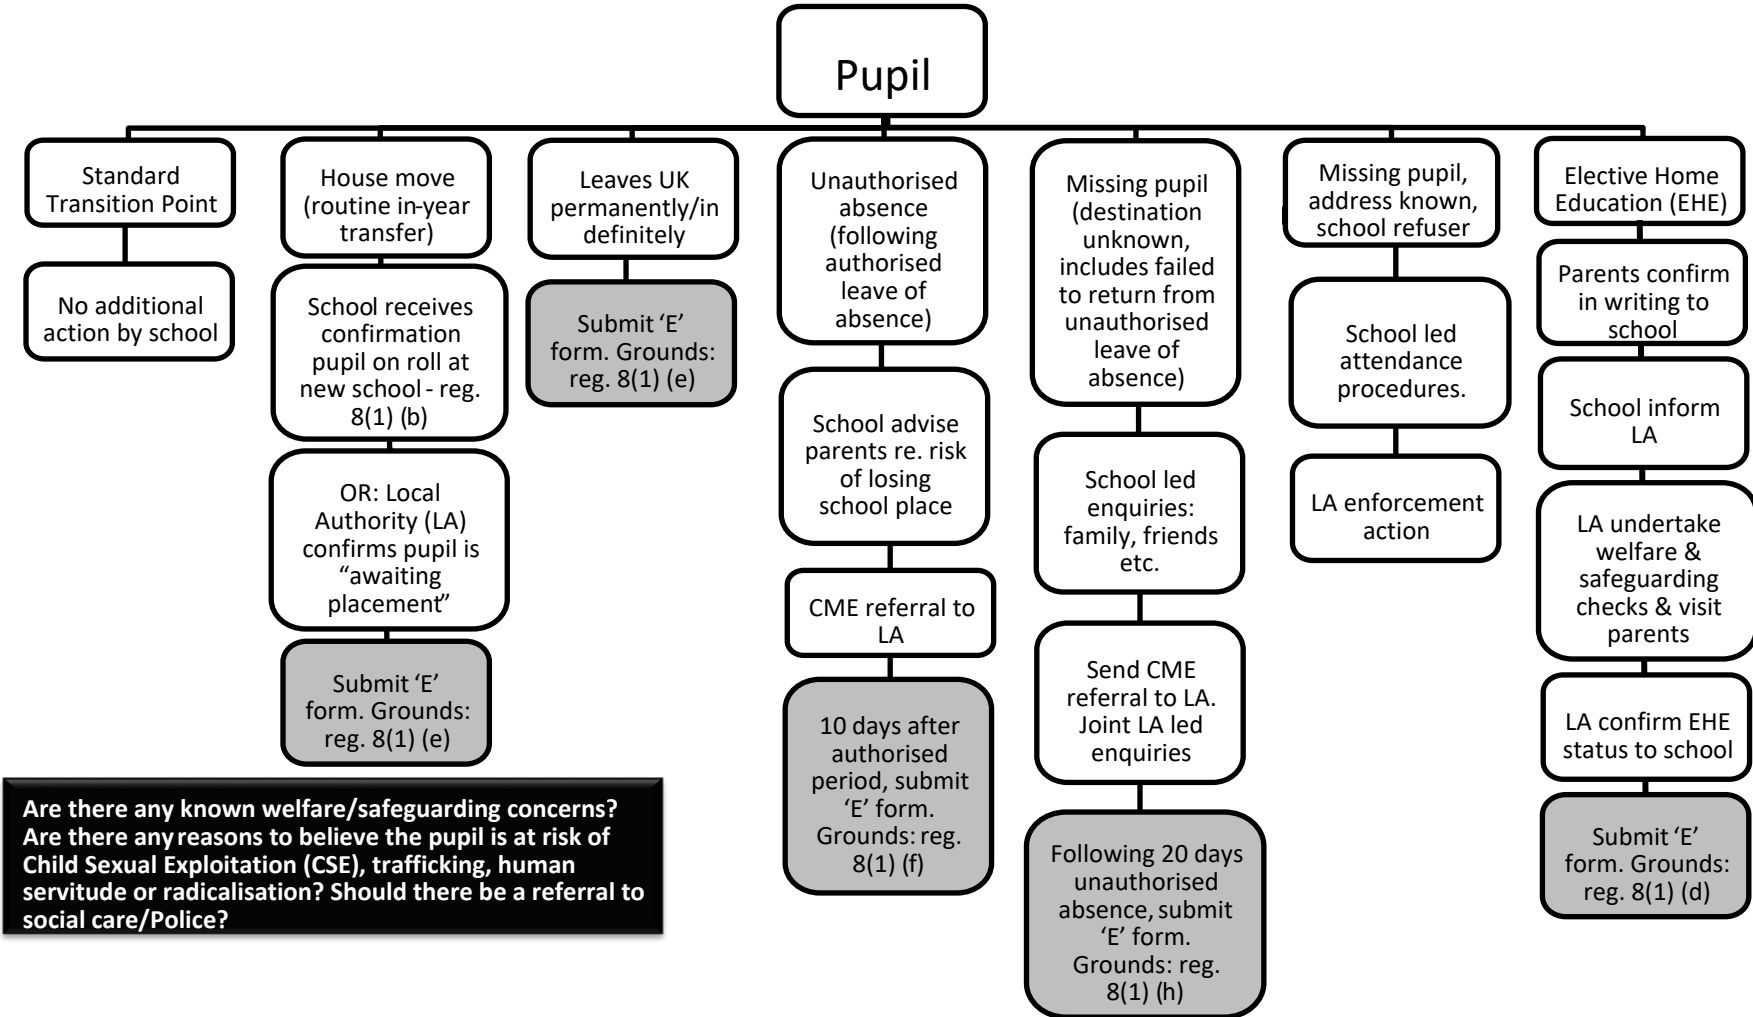 Pupil
Standard
Transition Point
No additional
action by school
House move
(routine in-year
transfer)
School receives
confirmation
pupil on roll at
new school - reg.
8(1) (b)
OR: Local
Authority (LA)
confirms pupil is
“awaiting
placement”
Submit ‘E’
form. Grounds:
reg. 8(1) (e)
Leaves UK
permanently/in
definitely
Submit ‘E’
form. Grounds:
reg. 8(1) (e)
Unauthorised
absence
(following
authorised
leave of
absence)
School advise
parents re. risk
of losing
school place
CME referral to
LA
10 days after
authorised
period, submit
‘E’ form.
Grounds: reg.
8(1) (f)
Missing pupil
(destination
unknown,
includes failed
to return from
unauthorised
leave of
absence)
School led
enquiries:
family, friends
etc.
Send CME
referral to LA.
Joint LA led
enquiries
Following 20 days
unauthorised
absence, submit
‘E’ form.
Grounds: reg.
8(1) (h)
Missing pupil,
address known,
school refuser
School led
attendance
procedures.
LA enforcement
action
Elective Home
Education (EHE)
Parents confirm
in writing to
school
School inform
LA
LA undertake
welfare &
safeguarding
checks & visit
parents
LA confirm EHE
status to school
Submit ‘E’
form. Grounds:
reg. 8(1) (d)
Are there any known welfare/safeguarding concerns?
Are there any reasons to believe the pupil is at risk of
Child Sexual Exploitation (CSE), trafficking, human
servitude or radicalisation? Should there be a referral to
social care/Police?